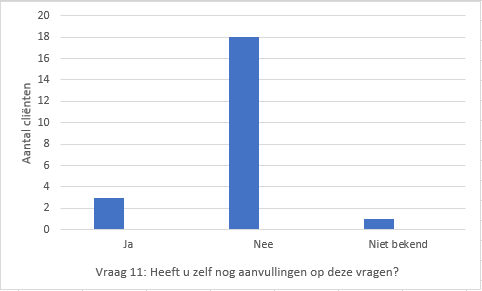 20
18
16
14
12
10
8
6
4
2
0
Aantal cliënten
Ja
Nee
Niet bekend
Vraag 11: Heeft u zelf nog aanvullingen op deze vragen?